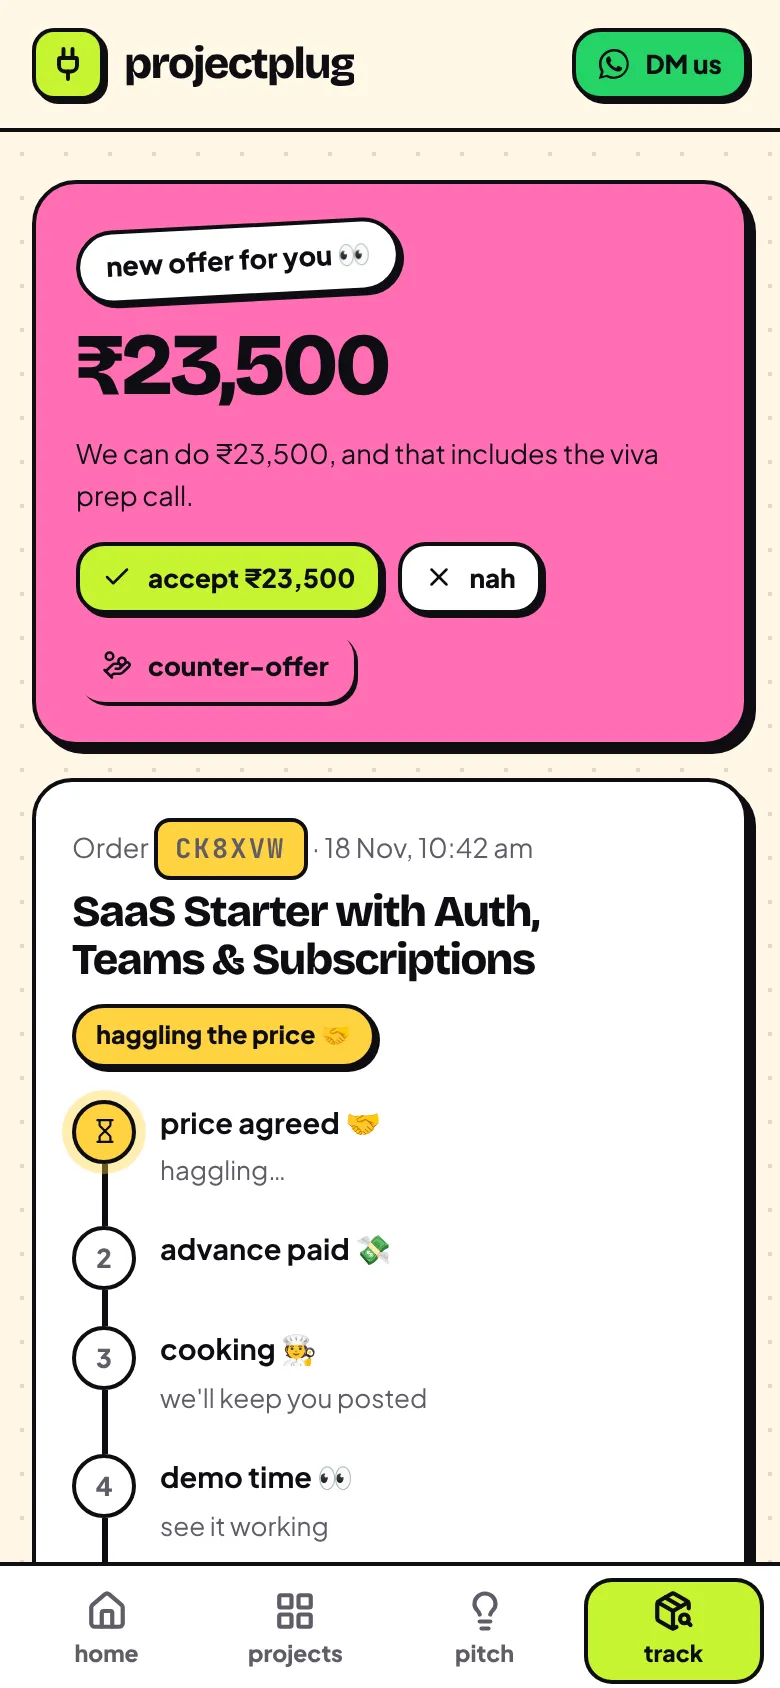 projectplug
DM us
new offer for you 👀
₹23,500
We can do ₹23,500, and that includes the viva
prep call.
accept ₹23,500
nah
counter-offer
Order CK8XVW · 18 Nov, 10:42 am
SaaS Starter with Auth,
Teams & Subscriptions
haggling the price 🤝
price agreed 🤝
haggling...
2 advance paid 💸
3 cooking 🧑‍🍳
we'll keep you posted
4 demo time 👀
see it working
home projects pitch track